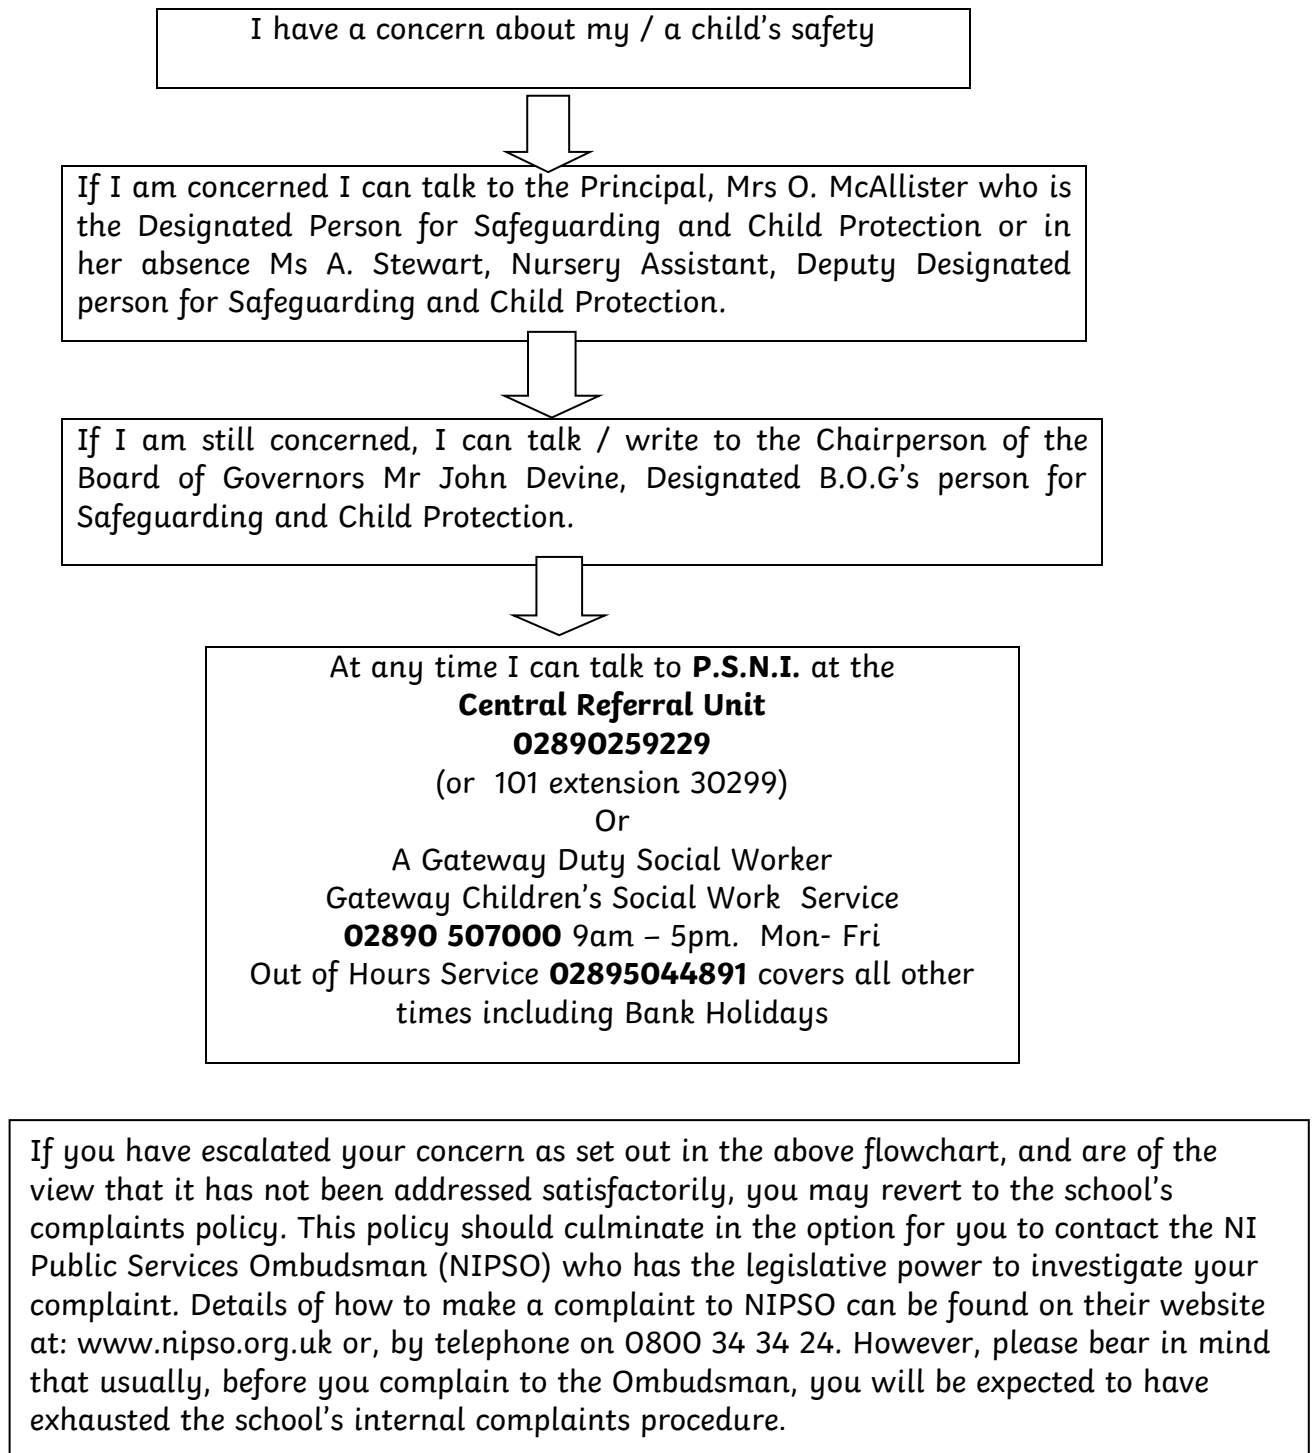 I have a concern about my / a child's safety
If I am concerned I can talk to the Principal, Mrs O. McAllister who is
the Designated Person for Safeguarding and Child Protection or in
her absence Ms A. Stewart, Nursery Assistant, Deputy Designated
person for Safeguarding and Child Protection.
If I am still concerned, I can talk / write to the Chairperson of the
Board of Governors Mr John Devine, Designated B.O.G's person for
Safeguarding and Child Protection.
At any time I can talk to P.S.N.I. at the
Central Referral Unit
02890259229
(or 101 extension 30299)
Or
A Gateway Duty Social Worker
Gateway Children's Social Work Service
02890 507000 9am – 5pm. Mon- Fri
Out of Hours Service 02895044891 covers all other
times including Bank Holidays
If you have escalated your concern as set out in the above flowchart, and are of the
view that it has not been addressed satisfactorily, you may revert to the school's
complaints policy. This policy should culminate in the option for you to contact the NI
Public Services Ombudsman (NIPSO) who has the legislative power to investigate your
complaint. Details of how to make a complaint to NIPSO can be found on their website
at: www.nipso.org.uk or, by telephone on 0800 34 34 24. However, please bear in mind
that usually, before you complain to the Ombudsman, you will be expected to have
exhausted the school's internal complaints procedure.